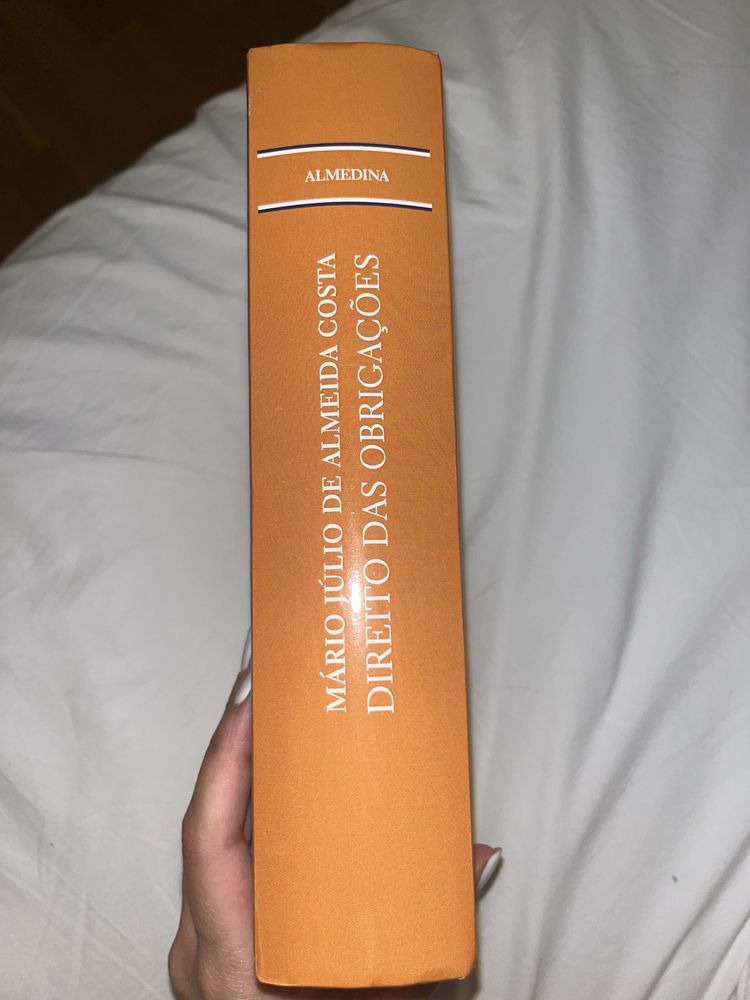 ALMEDINA
MÁRIO JÚLIO DE ALMEIDA COSTA
DIREITO DAS OBRIGAÇÕES